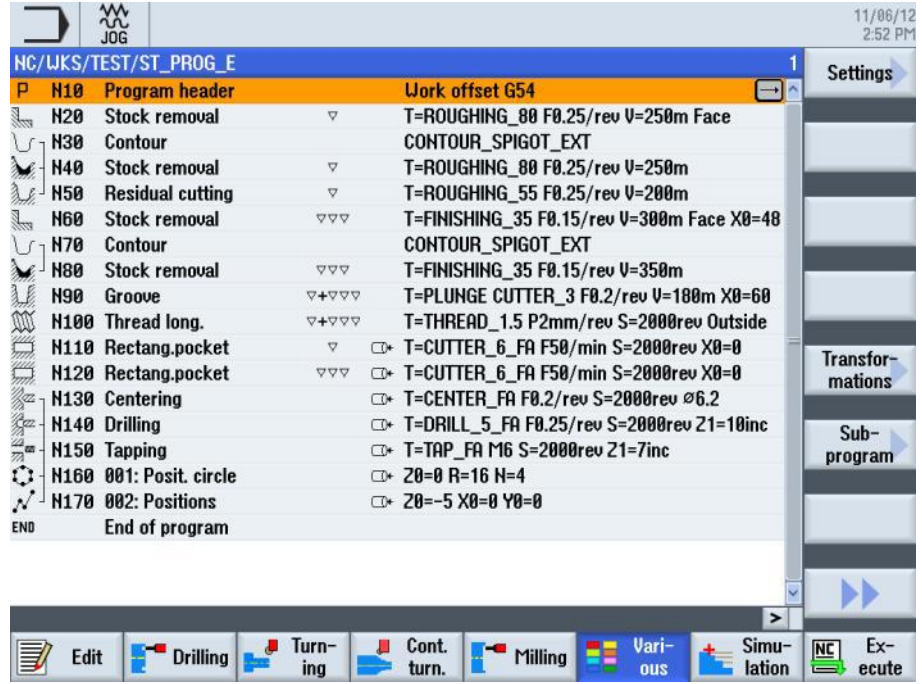 11/06/12
2:52 PM
JOG
NC/WKS/TEST/ST_PROG_E 1
P N10 Program header Work offset G54
N20 Stock removal ▽ T=ROUGHING_80 F0.25/rev V=250m Face
N30 Contour CONTOUR_SPIGOT_EXT
N40 Stock removal ▽ T=ROUGHING_80 F0.25/rev V=250m
N50 Residual cutting ▽ T=ROUGHING_55 F0.25/rev V=200m
N60 Stock removal ▽▽▽ T=FINISHING_35 F0.15/rev V=300m Face X0=48
N70 Contour CONTOUR_SPIGOT_EXT
N80 Stock removal ▽▽▽ T=FINISHING_35 F0.15/rev V=350m
N90 Groove ▽+▽▽▽ T=PLUNGE CUTTER_3 F0.2/rev V=180m X0=60
N100 Thread long. ▽+▽▽▽ T=THREAD_1.5 P2mm/rev S=2000rev Outside
N110 Rectang.pocket ▽ T=CUTTER_6_FA F50/min S=2000rev X0=0
N120 Rectang.pocket ▽▽▽ T=CUTTER_6_FA F50/min S=2000rev X0=0
N130 Centering T=CENTER_FA F0.2/rev S=2000rev ⌀6.2
N140 Drilling T=DRILL_5_FA F0.25/rev S=2000rev Z1=10inc
N150 Tapping T=TAP_FA M6 S=2000rev Z1=7inc
N160 001: Posit. circle Z0=0 R=16 N=4
N170 002: Positions Z0=-5 X0=0 Y0=0
END End of program
Settings
Transfor-
mations
Sub-
program
Edit
Drilling
Turn-
ing
Cont.
turn.
Milling
Vari-
ous
Simu-
lation
NC
Ex-
ecute